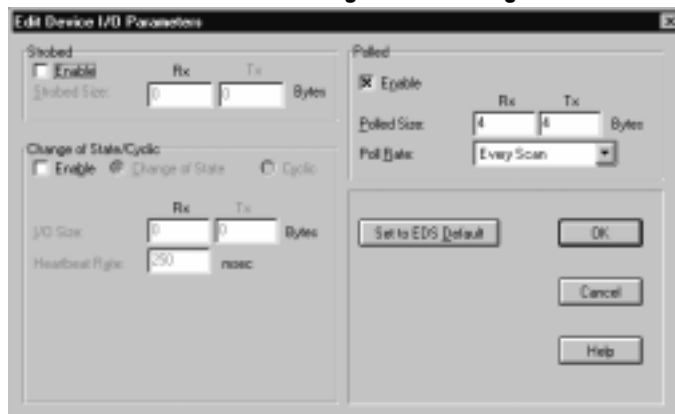 Edit Device I/O Parameters
Strobed
Enable
Rx Tx
Strobed Size: 0 0 Bytes
Change of State/Cyclic
Enable Change of State Cyclic
Rx Tx
I/O Size: 0 0 Bytes
Heartbeat Rate: 250 msec
Polled
Enable
Rx Tx
Polled Size: 4 4 Bytes
Poll Rate: Every Scan
Set to EDS Default
OK
Cancel
Help